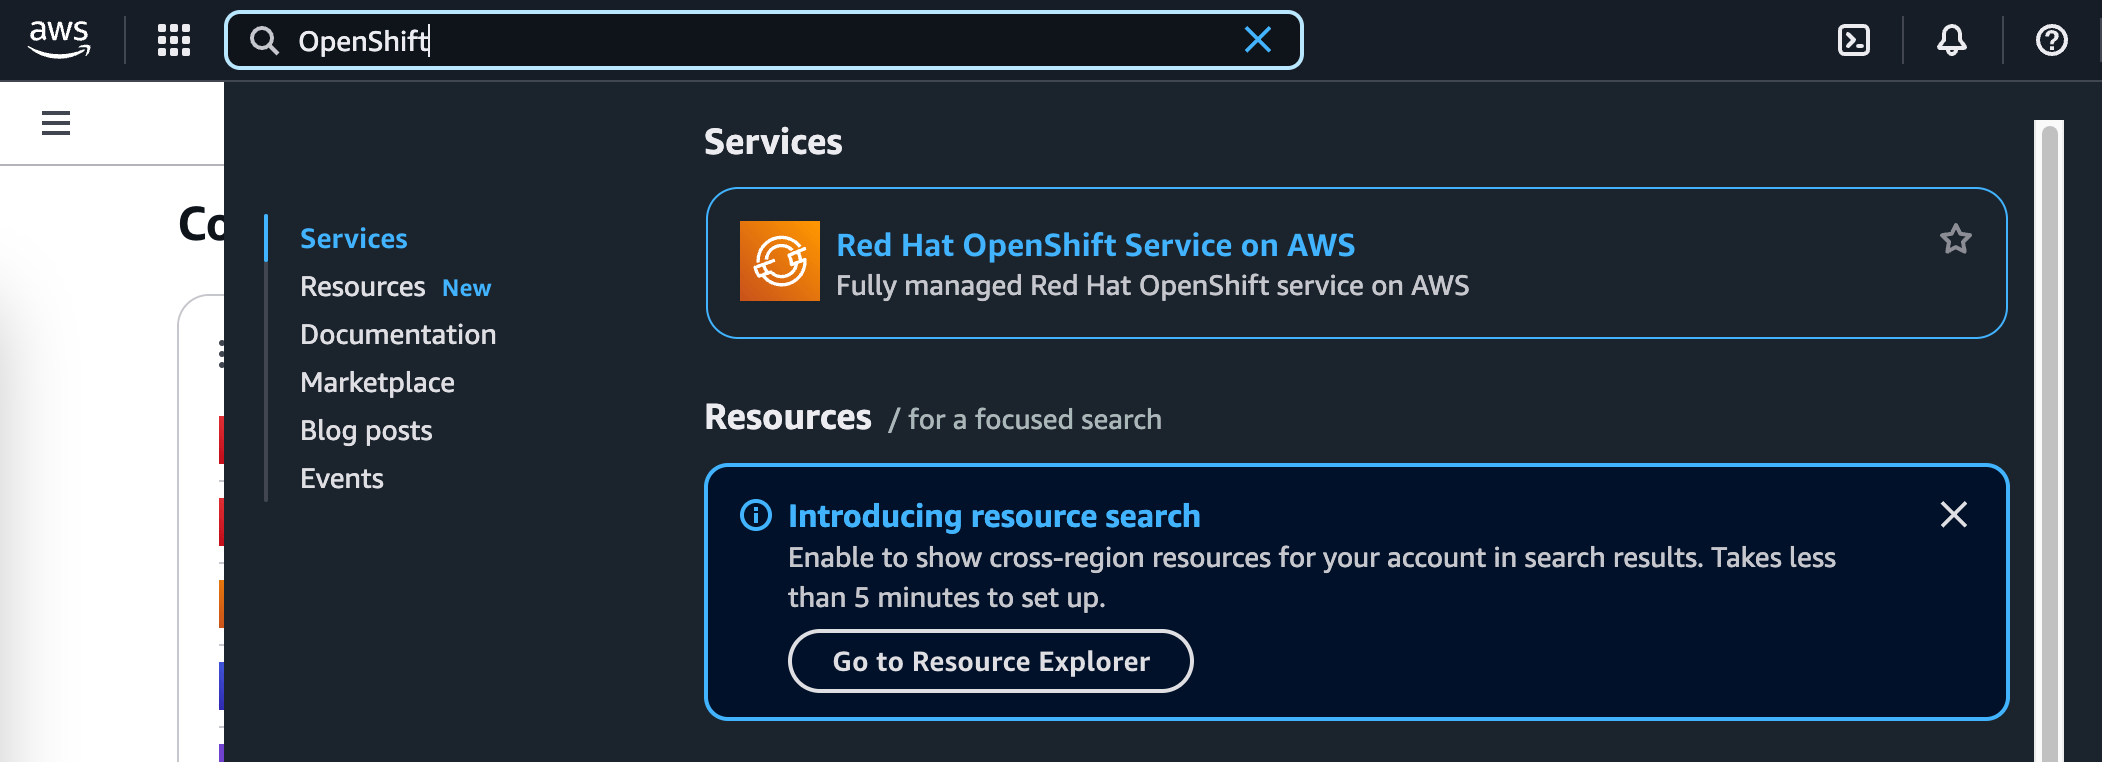 aws
OpenShift
Co
Services
Resources New
Documentation
Marketplace
Blog posts
Events
Services
Red Hat OpenShift Service on AWS
Fully managed Red Hat OpenShift service on AWS
Resources / for a focused search
Introducing resource search
Enable to show cross-region resources for your account in search results. Takes less
than 5 minutes to set up.
Go to Resource Explorer